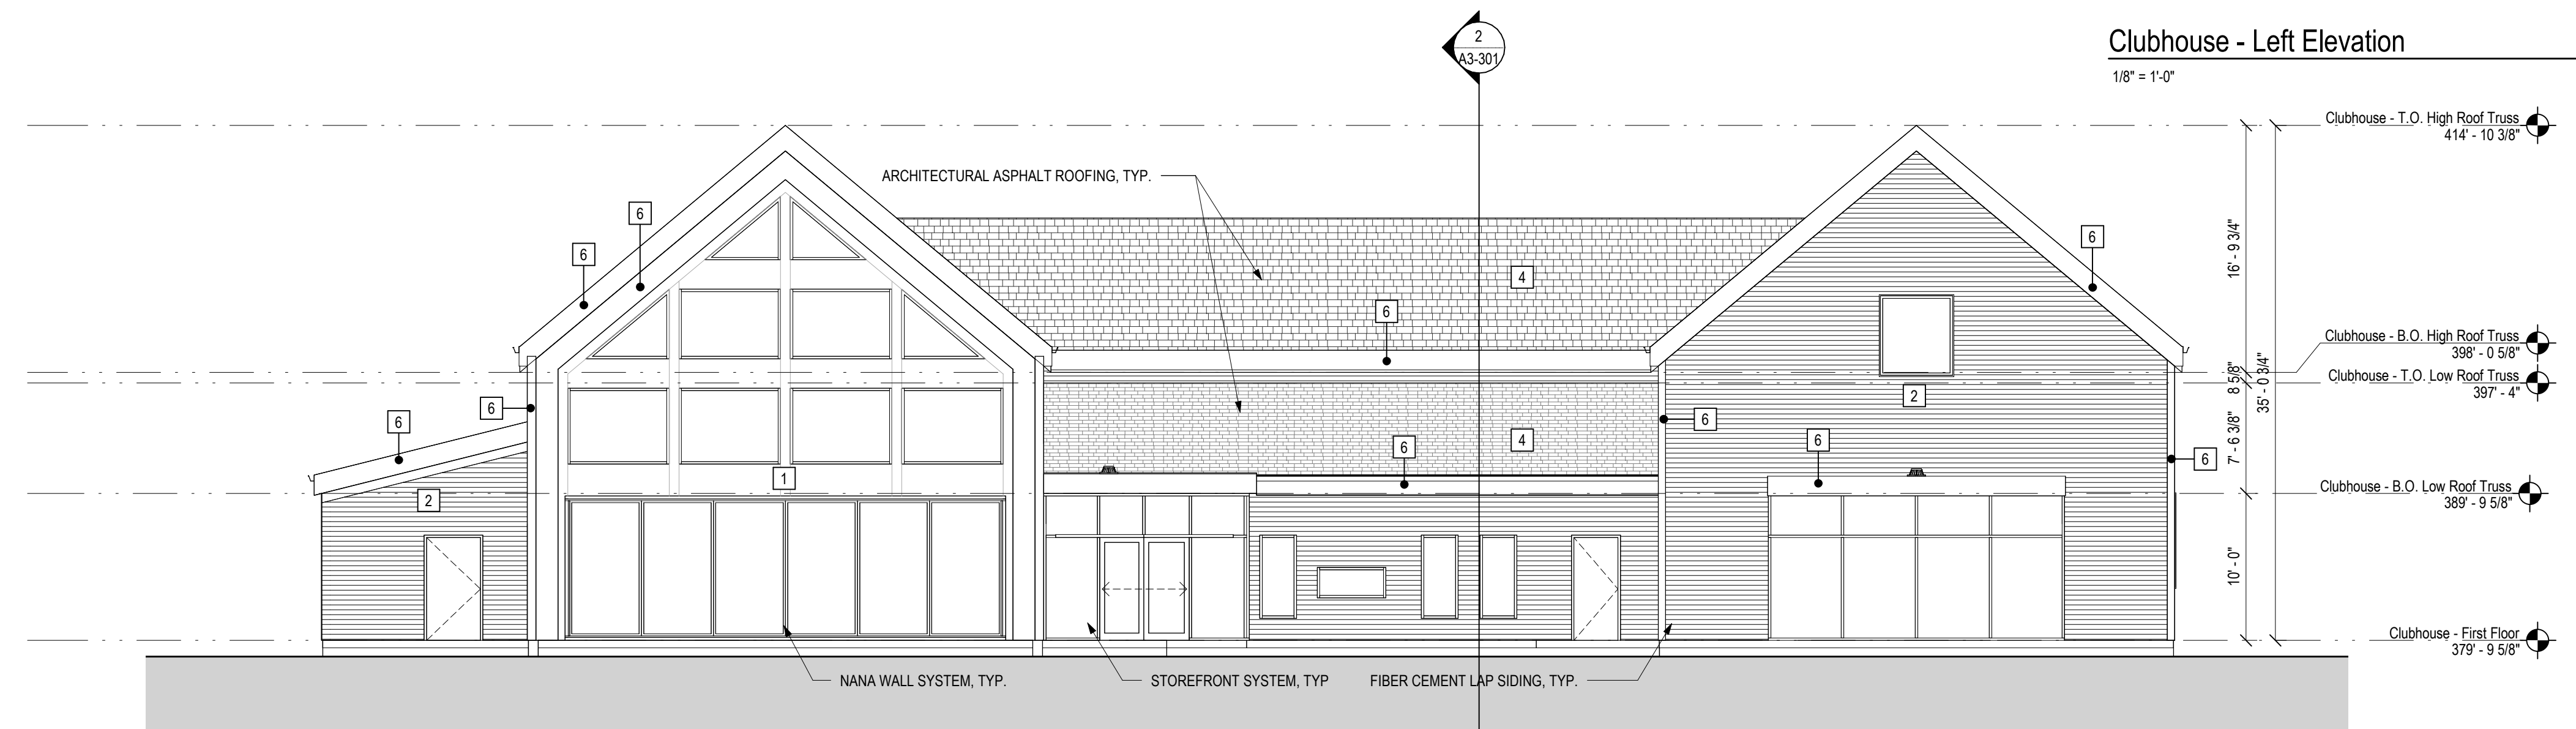 Clubhouse - Left Elevation
1/8" = 1'-0"
2
A3-301
Clubhouse - T.O. High Roof Truss
414' - 10 3/8"
ARCHITECTURAL ASPHALT ROOFING, TYP.
6
6
6
4
6
16' - 9 3/4"
Clubhouse - B.O. High Roof Truss
398' - 0 5/8"
8 5/8"
35' - 0 3/4"
Clubhouse - T.O. Low Roof Truss
397' - 4"
2
6
6
6
6
4
6
7' - 6 3/8"
6
1
2
Clubhouse - B.O. Low Roof Truss
389' - 9 5/8"
10' - 0"
Clubhouse - First Floor
379' - 9 5/8"
NANA WALL SYSTEM, TYP.
STOREFRONT SYSTEM, TYP
FIBER CEMENT LAP SIDING, TYP.